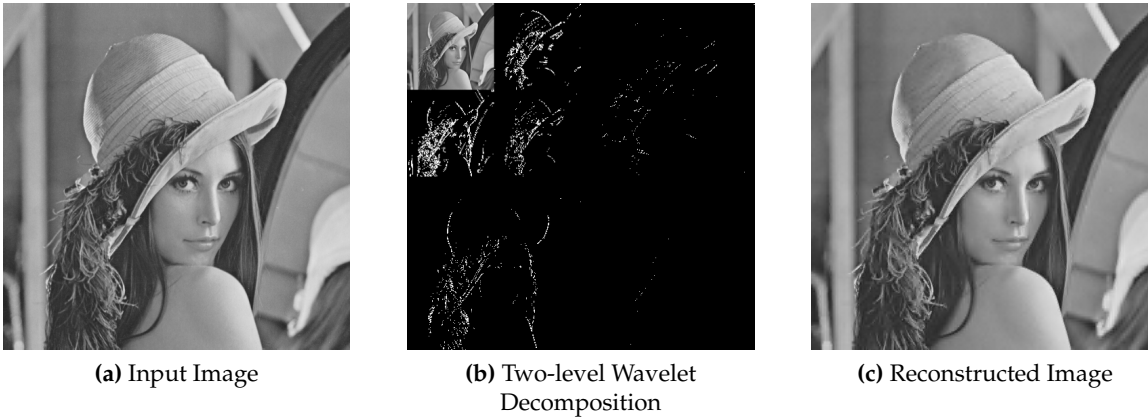 (a) Input Image
(b) Two-level Wavelet
Decomposition
(c) Reconstructed Image